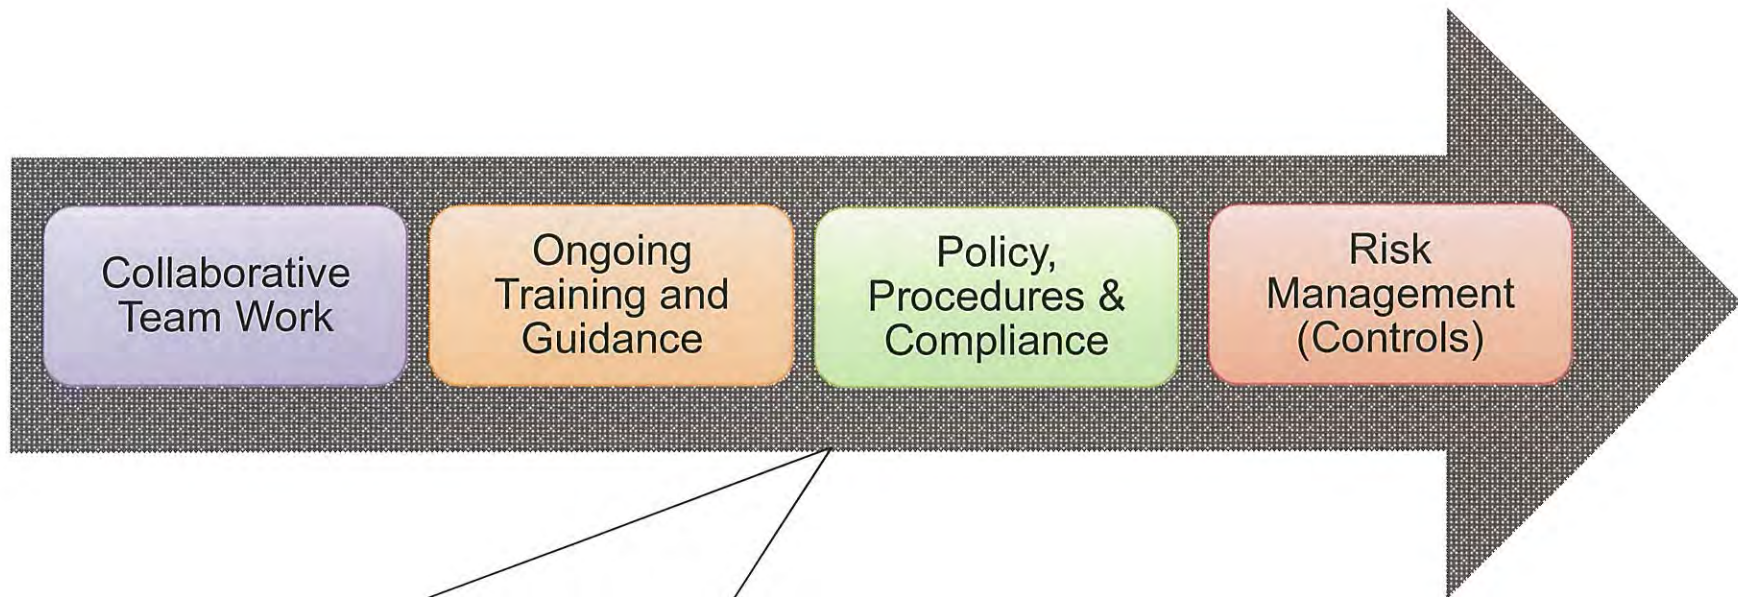 Collaborative
Team Work
Ongoing
Training and
Guidance
Policy,
Procedures &
Compliance
Risk
Management
(Controls)